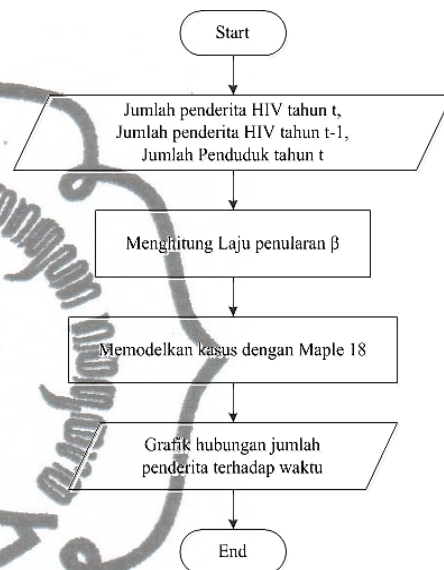 Start
Jumlah penderita HIV tahun t,
Jumlah penderita HIV tahun t-1,
Jumlah Penduduk tahun t
Menghitung Laju penularan β
Memodelkan kasus dengan Maple 18
Grafik hubungan jumlah
penderita terhadap waktu
End